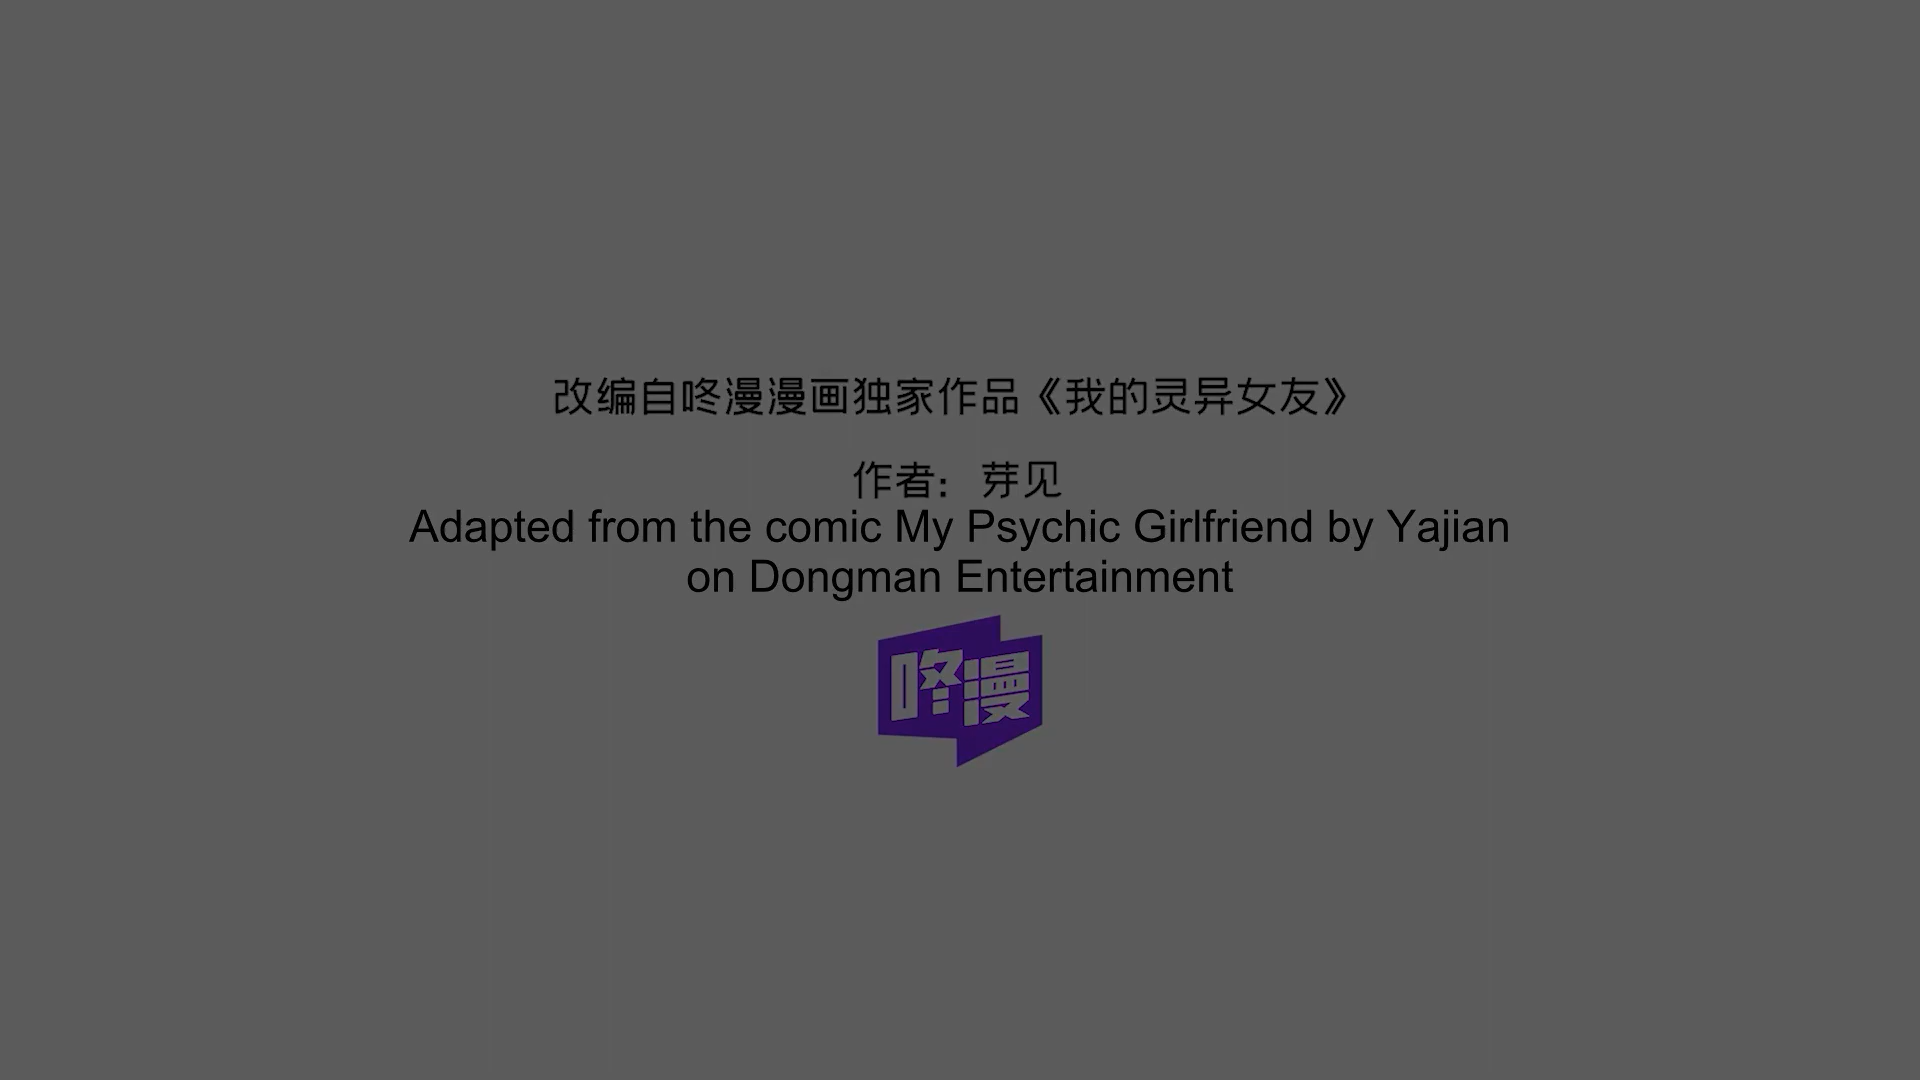 改编自咚漫漫画独家作品《我的灵异女友》
作者：芽见
Adapted from the comic My Psychic Girlfriend by Yajian
on Dongman Entertainment
咚漫